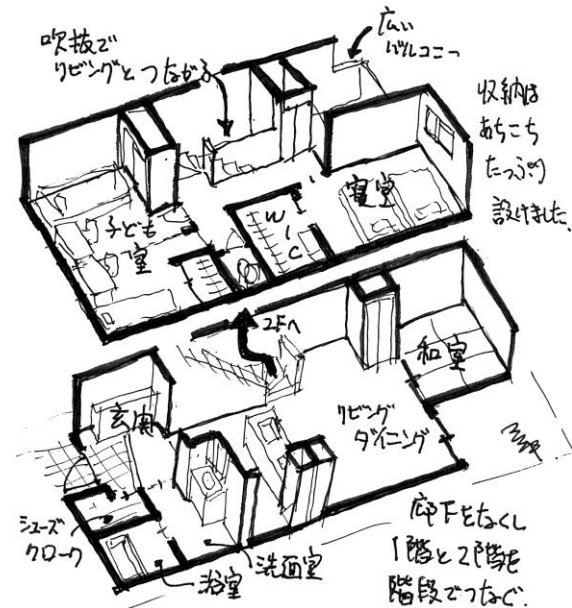 吹抜で
リビングとつながる
広い
バルコニー
収納は
あちこち
たっぷり
設けました.
子ども
室
WIC
寝室
2Fへ
和室
玄関
リビング
ダイニング
シューズ
クローク
浴室
洗面室
廊下をなくし
1階と2階を
階段でつなぐ.